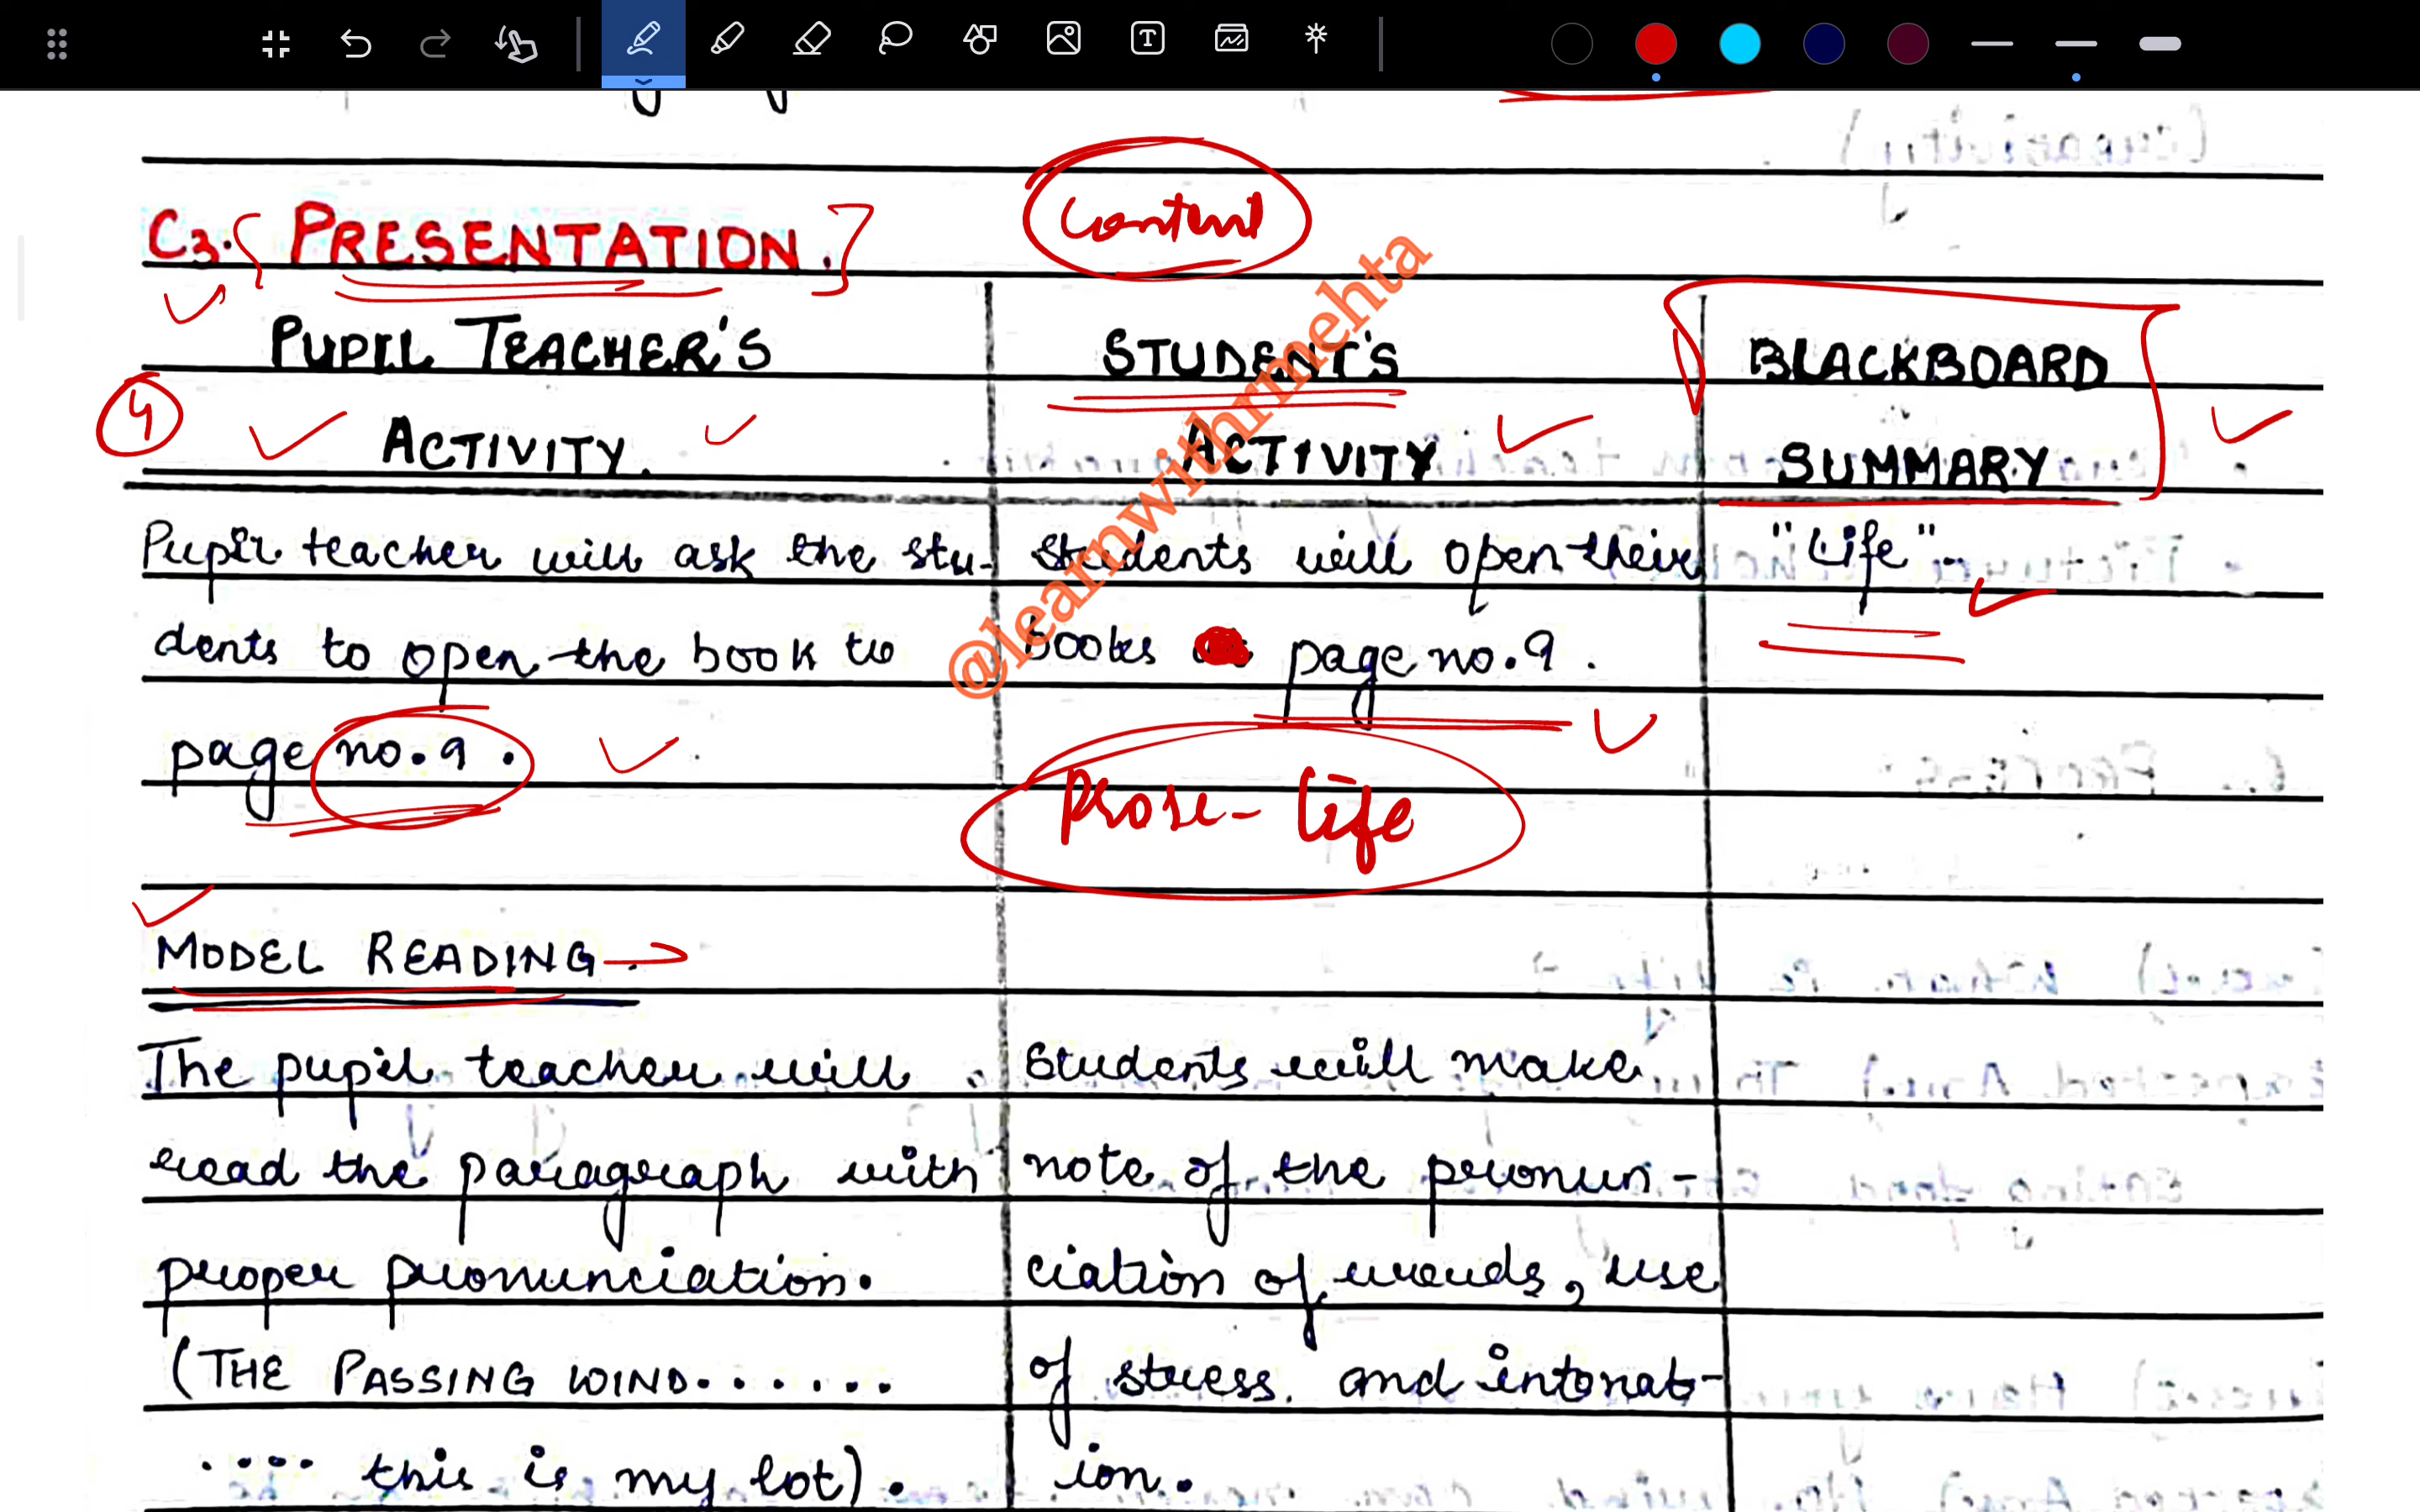 Content
C3. { PRESENTATION. ]
PUPIL TEACHER'S STUDENT'S BLACKBOARD
4
ACTIVITY. ACTIVITY SUMMARY
Pupil teacher will ask the stu- Students will open their "Life".
dents to open the book to books page no.9.
page no.9.
Prose - Life
MODEL READING.
The pupil teacher will Students will make
read the paragraph with note of the pronun-
proper pronunciation. ciation of words, use
(THE PASSING WIND...... of stress and intonat-
.... this is my lot). ion.
@learnwithrmehta